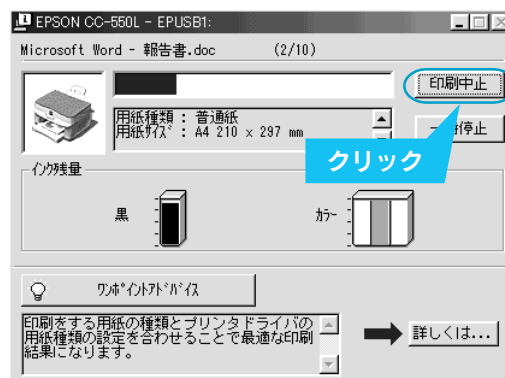 EPSON CC-550L - EPUSB1:
Microsoft Word - 報告書.doc (2/10)
印刷中止
用紙種類 : 普通紙
用紙ｻｲｽﾞ : A4 210 × 297 mm
停止
クリック
ｲﾝｸ残量
黒
ｶﾗｰ
ﾜﾝﾎﾟｲﾝﾄｱﾄﾞﾊﾞｲｽ
印刷をする用紙の種類とプリンタドライバの
用紙種類の設定を合わせることで最適な印刷
結果になります。
詳しくは...